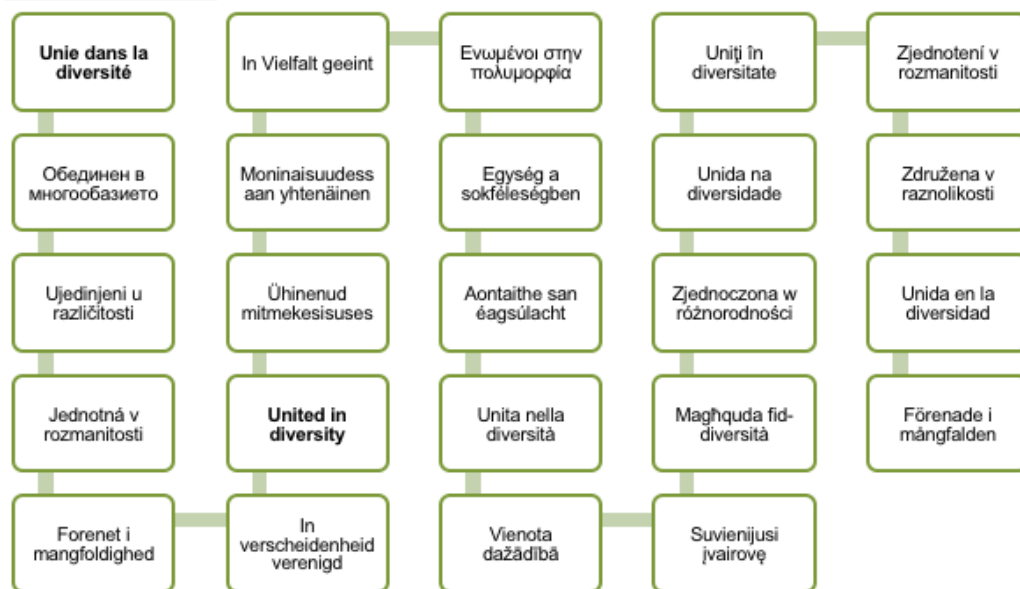 Unie dans la
diversité
Обединен в
многообазието
Ujedinjeni u
različitosti
Jednotná v
rozmanitosti
Forenet i
mangfoldighed
In
verscheidenheid
verenigd
United in
diversity
Ühinenud
mitmekesisuses
Moninaisuudess
aan yhtenäinen
In Vielfalt geeint
Ενωμένοι στην
πολυμορφία
Egység a
sokféleségben
Aontaithe san
éagsúlacht
Unita nella
diversità
Vienota
dažādībā
Suvienijusi
įvairovę
Magħquda fid-
diversità
Zjednoczona w
różnorodności
Unida na
diversidade
Uniţi în
diversitate
Zjednotení v
rozmanitosti
Združena v
raznolikosti
Unida en la
diversidad
Förenade i
mångfalden